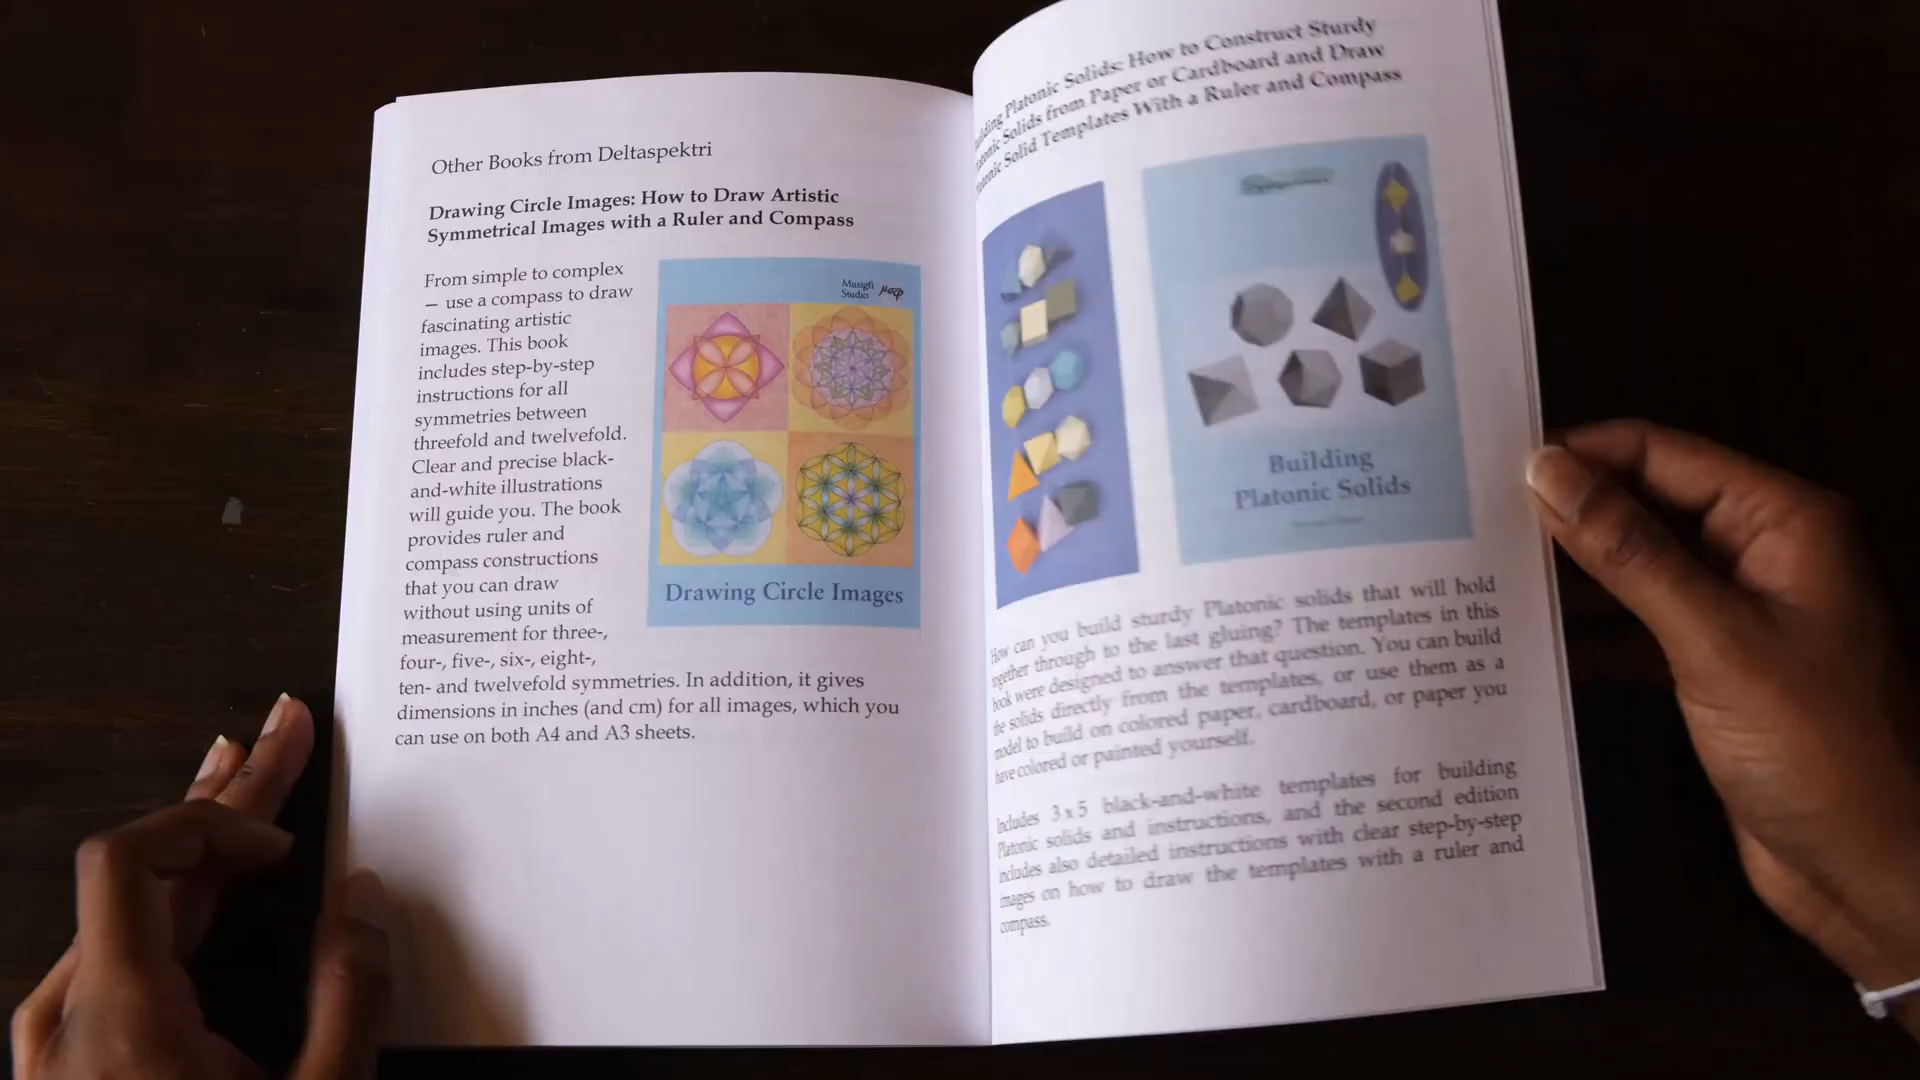 Other Books from Deltaspektri
Drawing Circle Images: How to Draw Artistic
Symmetrical Images with a Ruler and Compass
From simple to complex
— use a compass to draw
fascinating artistic
images. This book
includes step-by-step
instructions for all
symmetries between
threefold and twelvefold.
Clear and precise black-
and-white illustrations
will guide you. The book
provides ruler and
compass constructions
that you can draw
without using units of
measurement for three-,
four-, five-, six-, eight-,
ten- and twelvefold symmetries. In addition, it gives
dimensions in inches (and cm) for all images, which you
can use on both A4 and A3 sheets.
Musigfi
Studio
Drawing Circle Images
Platonic Solids: How to Construct Sturdy
Solids from Paper or Cardboard and Draw
Solid Templates With a Ruler and Compass
Building
Platonic Solids
How can you build sturdy Platonic solids that will hold
through to the last gluing? The templates in this
book were designed to answer that question. You can build
the solids directly from the templates, or use them as a
model to build on colored paper, cardboard, or paper you
have colored or painted yourself.
Includes 3 x 5 black-and-white templates for building
Platonic solids and instructions, and the second edition
includes also detailed instructions with clear step-by-step
images on how to draw the templates with a ruler and
compass.